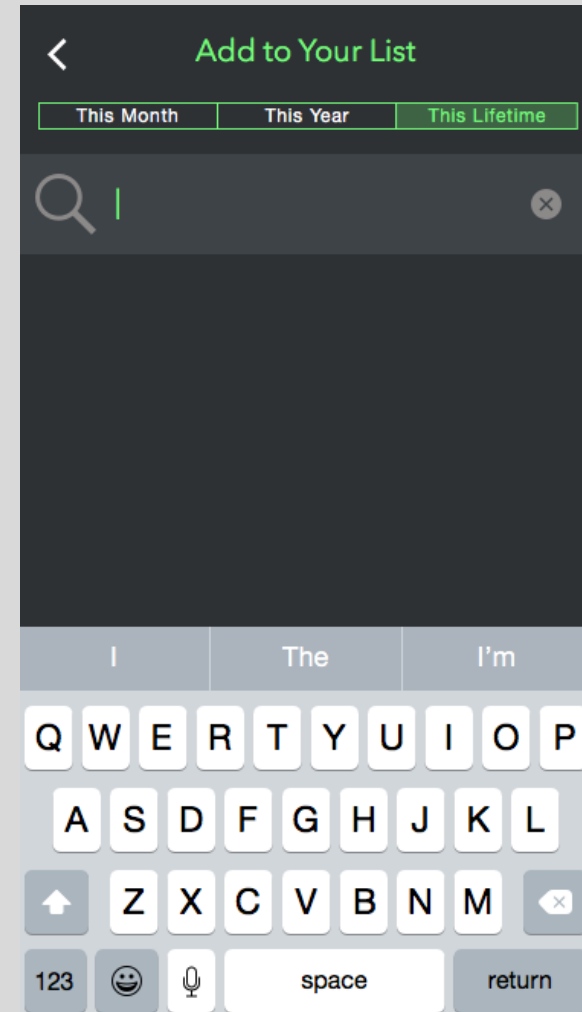 Add to Your List
This Month This Year This Lifetime
I The I'm
Q W E R T Y U I O P
A S D F G H J K L
Z X C V B N M
123 space return